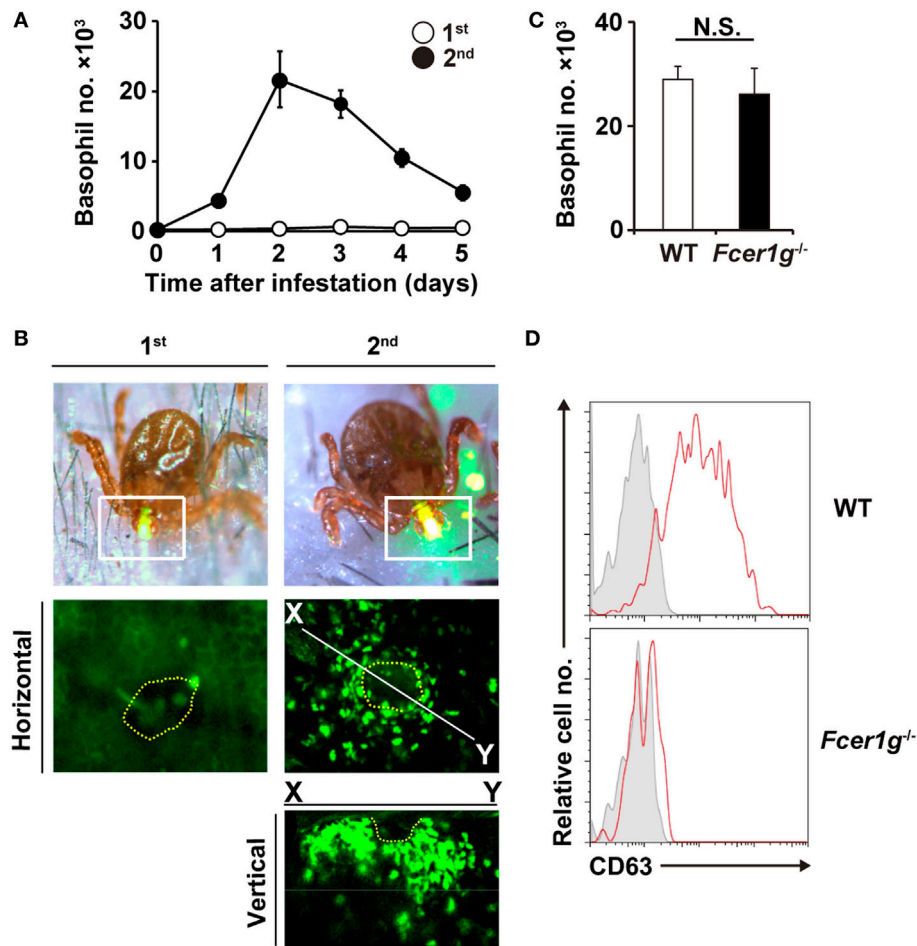 A
Basophil no. ×10³
30
20
10
0
0 1 2 3 4 5
Time after infestation (days)
1st
2nd
C
N.S.
Basophil no. ×10³
40
20
0
WT Fcer1g-/-
B
1st 2nd
Horizontal
X
Y
X Y
Vertical
D
WT
Fcer1g-/-
Relative cell no.
CD63